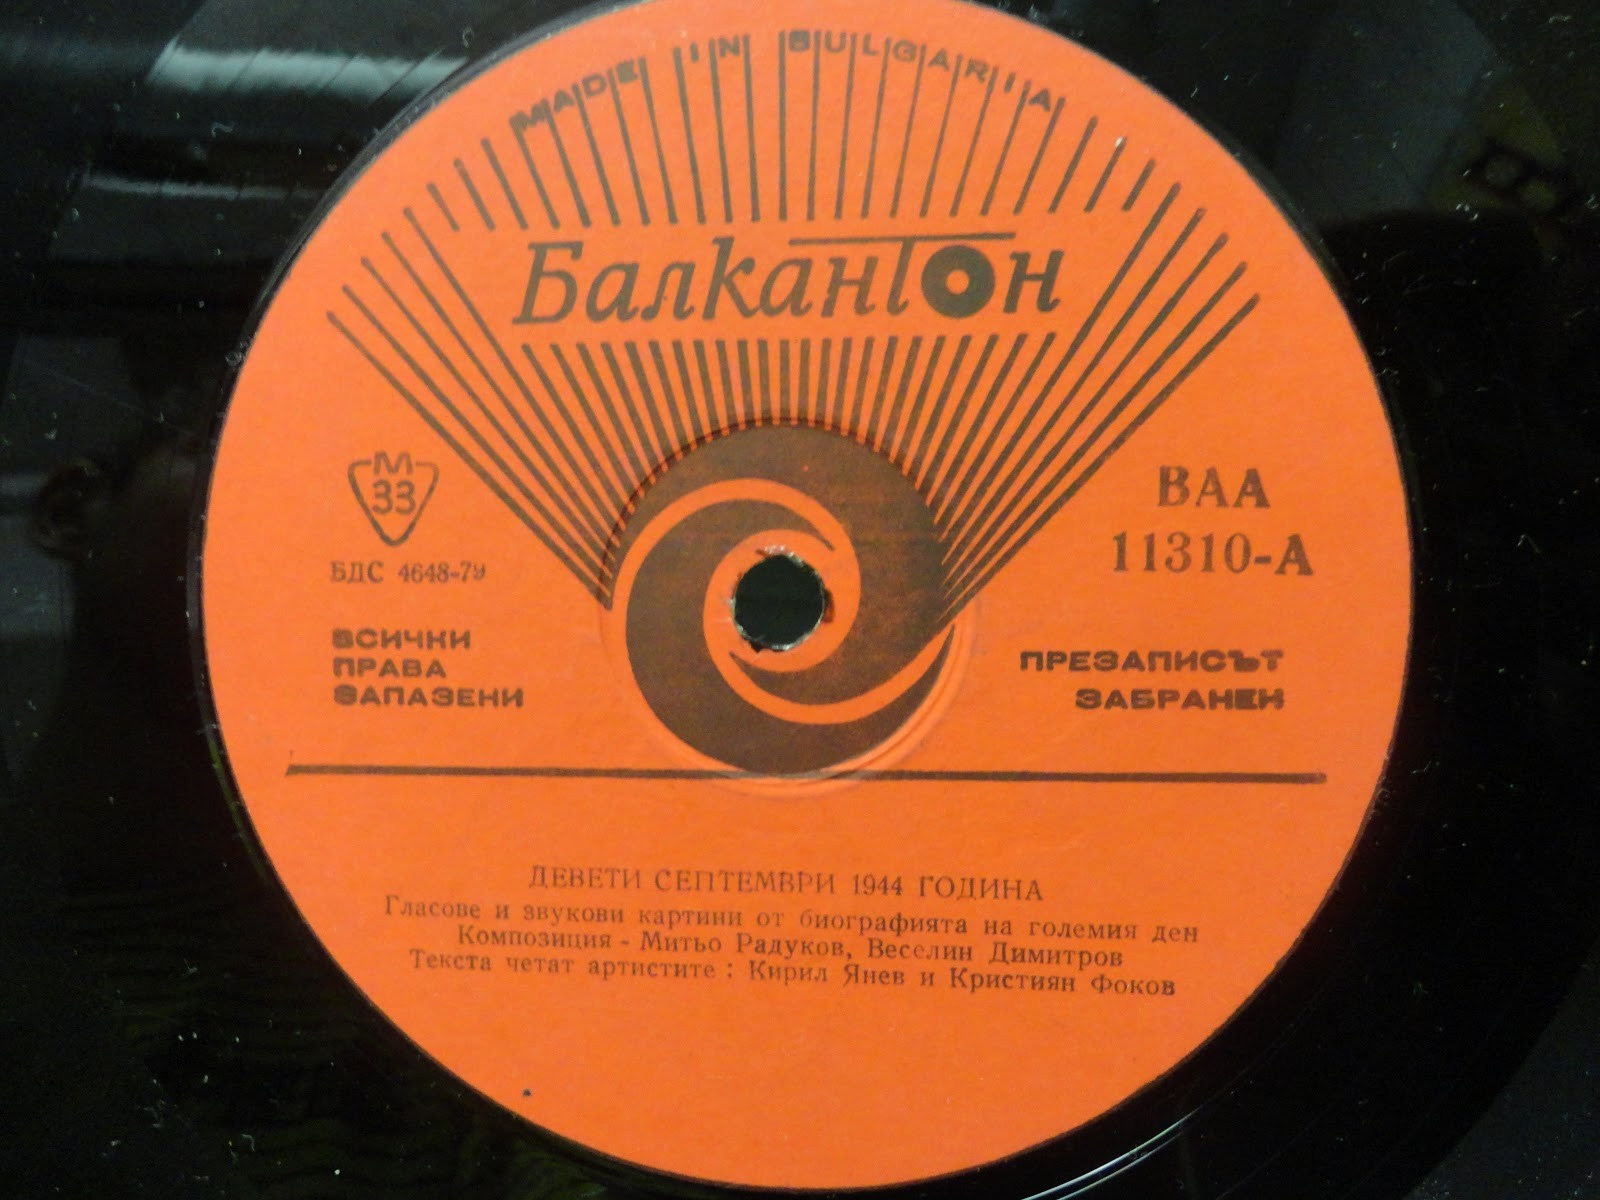 MADE IN BULGARIA
Балкантон
М
33
БДС 4648-79
ВСИЧКИ
ПРАВА
ЗАПАЗЕНИ
ВАА
11310-А
ПРЕЗАПИСЪТ
ЗАБРАНЕН
ДЕВЕТИ СЕПТЕМВРИ 1944 ГОДИНА
Гласове и звукови картини от биографията на големия ден
Композиция - Митьо Радуков, Веселин Димитров
Текста четат артистите : Кирил Янев и Кристиян Фоков